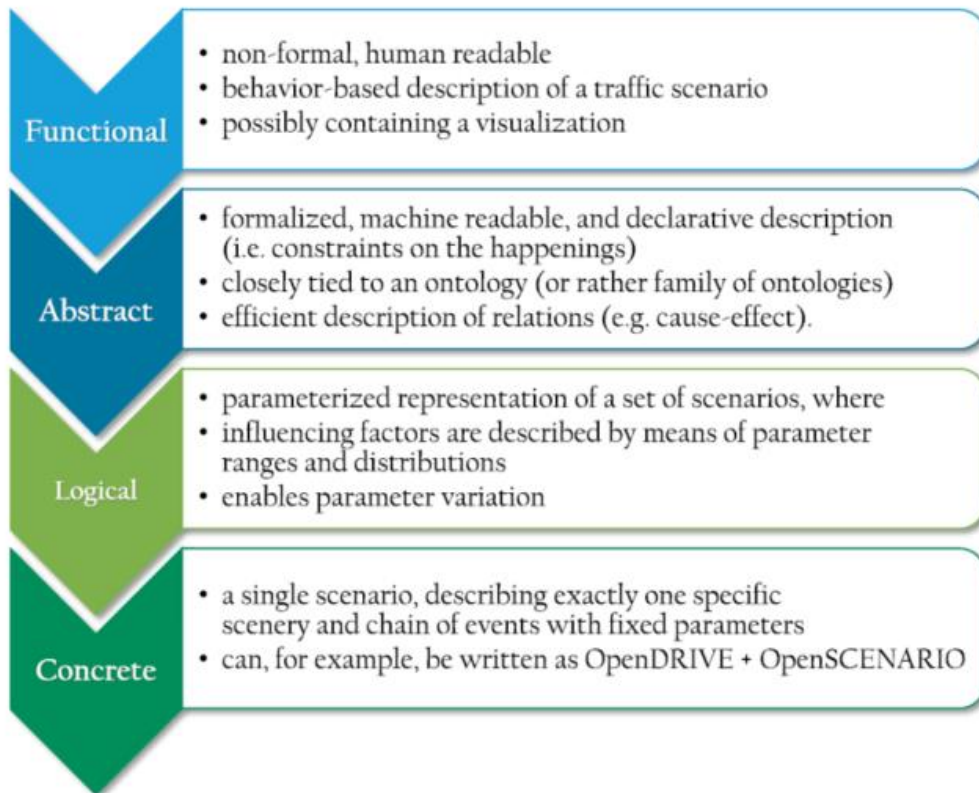 Functional
• non-formal, human readable
• behavior-based description of a traffic scenario
• possibly containing a visualization
Abstract
• formalized, machine readable, and declarative description
(i.e. constraints on the happenings)
• closely tied to an ontology (or rather family of ontologies)
• efficient description of relations (e.g. cause-effect).
Logical
• parameterized representation of a set of scenarios, where
• influencing factors are described by means of parameter
ranges and distributions
• enables parameter variation
Concrete
• a single scenario, describing exactly one specific
scenery and chain of events with fixed parameters
• can, for example, be written as OpenDRIVE + OpenSCENARIO